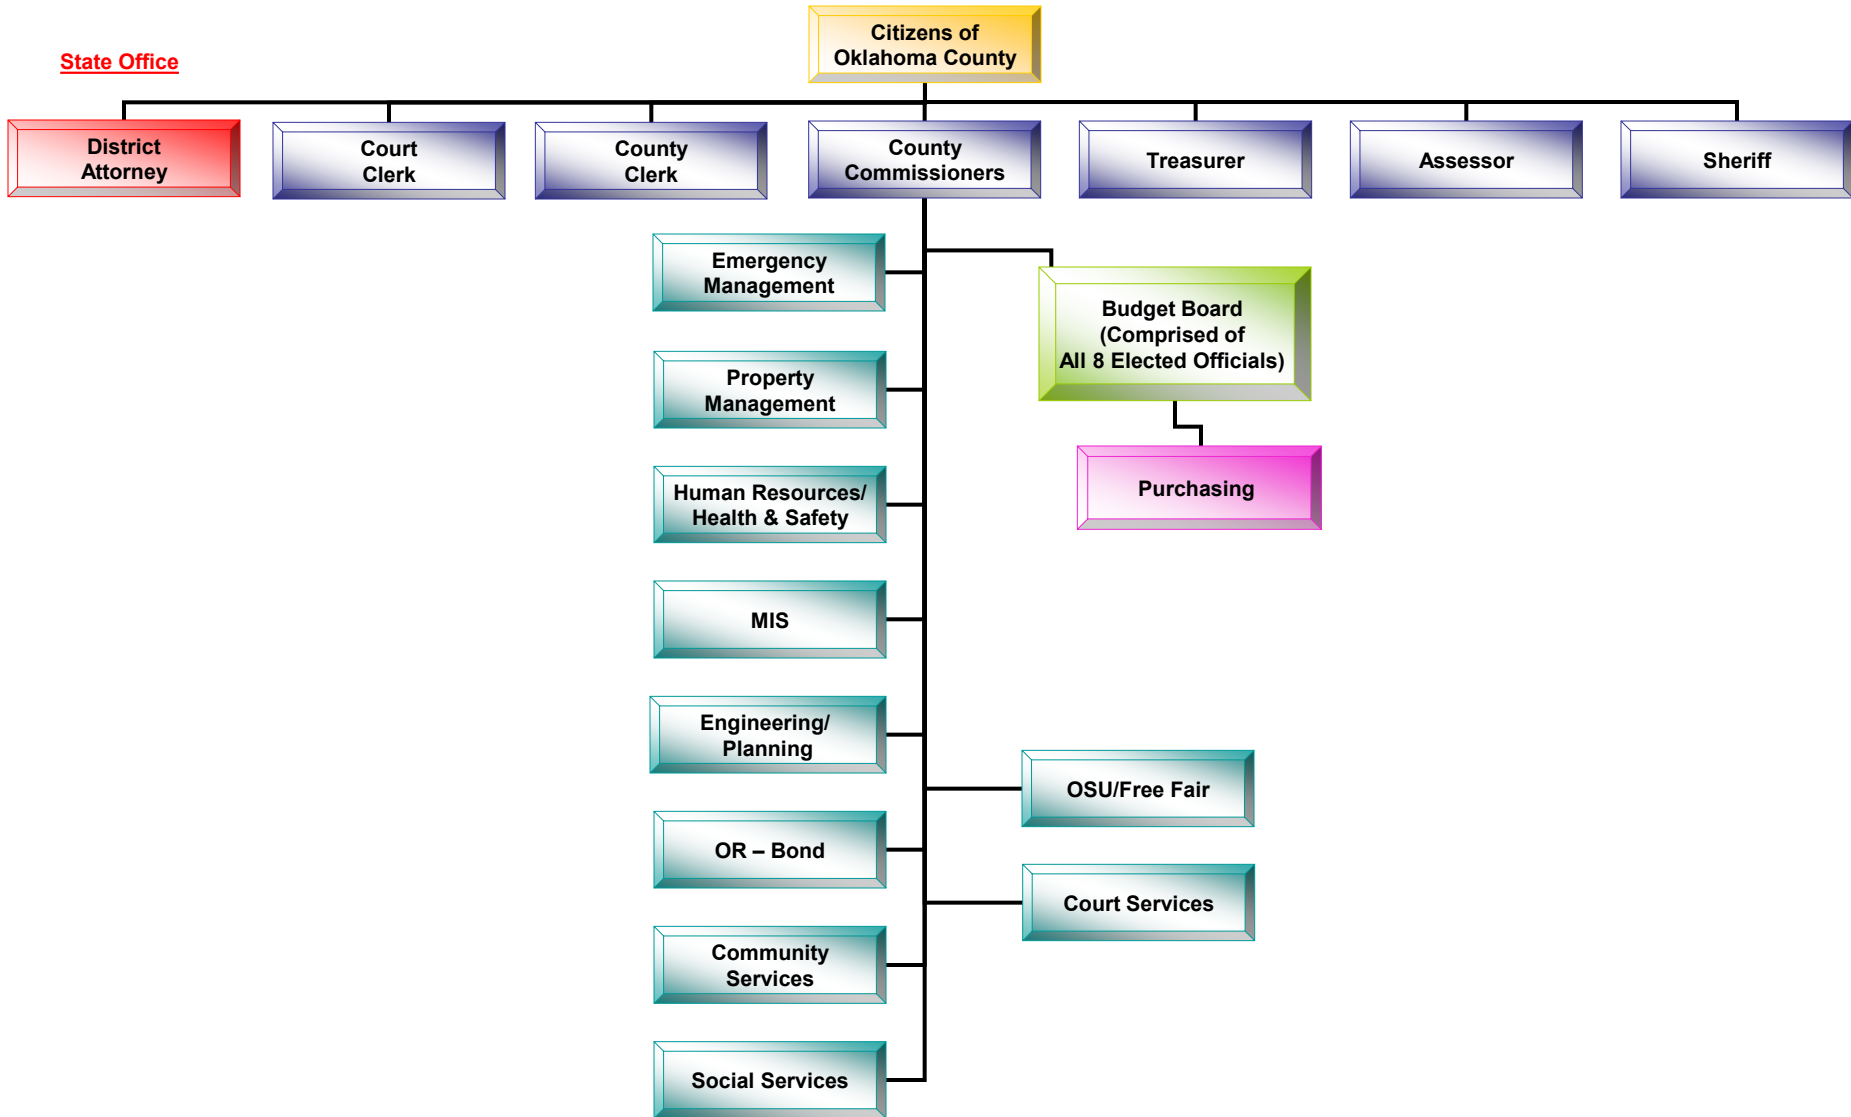 Citizens of
Oklahoma County
State Office
District
Attorney
Court
Clerk
County
Clerk
County
Commissioners
Treasurer
Assessor
Sheriff
Emergency
Management
Budget Board
(Comprised of
All 8 Elected Officials)
Property
Management
Purchasing
Human Resources/
Health & Safety
MIS
Engineering/
Planning
OSU/Free Fair
OR – Bond
Court Services
Community
Services
Social Services